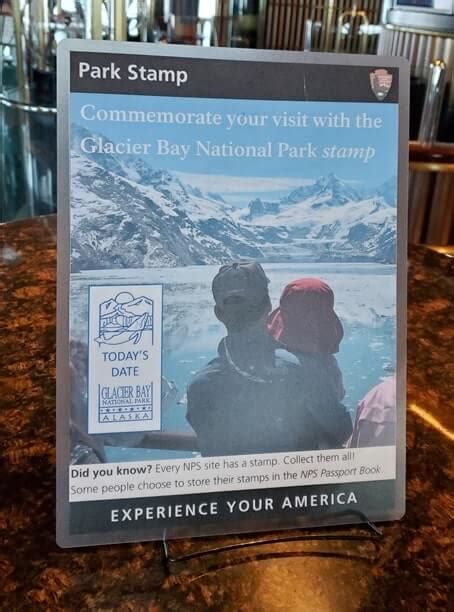 Park Stamp
Commemorate your visit with the
Glacier Bay National Park stamp
TODAY'S
DATE
GLACIER BAY
NATIONAL PARK
ALASKA
Did you know? Every NPS site has a stamp. Collect them all!
Some people choose to store their stamps in the NPS Passport Book.
EXPERIENCE YOUR AMERICA